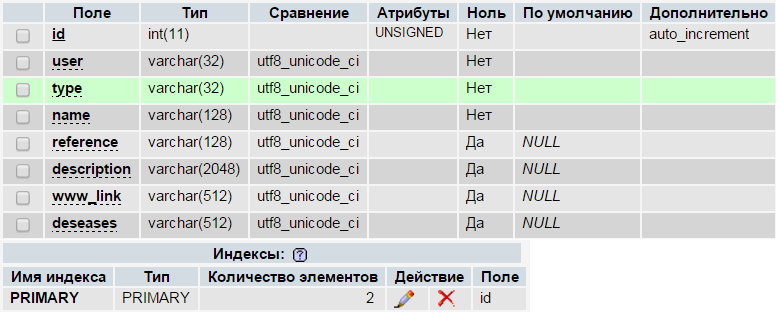 Поле Тип Сравнение Атрибуты Ноль По умолчанию Дополнительно
id int(11) UNSIGNED Нет auto_increment
user varchar(32) utf8_unicode_ci Нет
type varchar(32) utf8_unicode_ci Нет
name varchar(128) utf8_unicode_ci Нет
reference varchar(128) utf8_unicode_ci Да NULL
description varchar(2048) utf8_unicode_ci Да NULL
www_link varchar(512) utf8_unicode_ci Да NULL
deseases varchar(512) utf8_unicode_ci Да NULL
Индексы: ?
Имя индекса Тип Количество элементов Действие Поле
PRIMARY PRIMARY 2 id